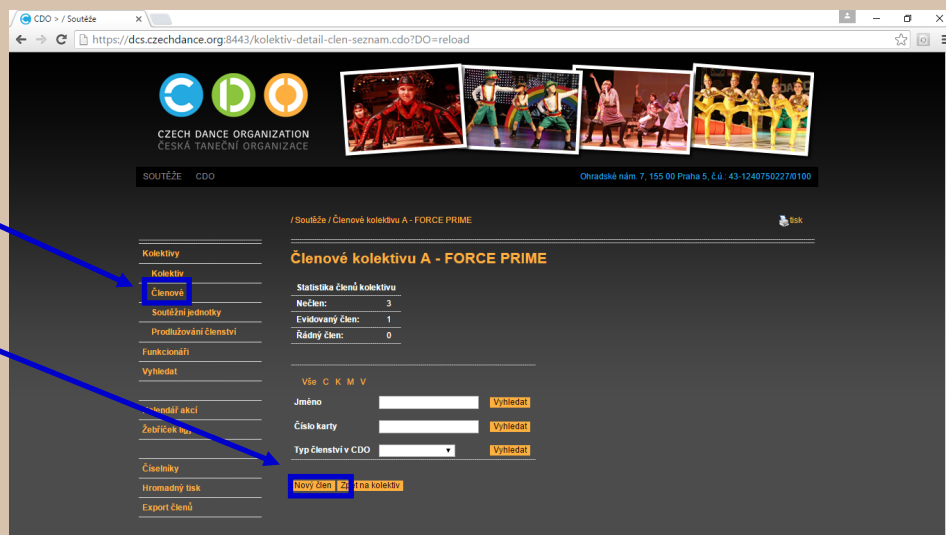 CDO > / Soutěže
https://dcs.czechdance.org:8443/kolektiv-detail-clen-seznam.cdo?DO=reload
CZECH DANCE ORGANIZATION
ČESKÁ TANEČNÍ ORGANIZACE
SOUTĚŽE CDO
Ohradské nám. 7, 155 00 Praha 5, č.ú.: 43-1240750227/0100
/ Soutěže / Členové kolektivu A - FORCE PRIME
tisk
Kolektivy
Kolektiv
Členové
Soutěžní jednotky
Prodlužování členství
Funkcionáři
Vyhledat
Kalendář akcí
Žebříček ligy
Číselníky
Hromadný tisk
Export členů
Členové kolektivu A - FORCE PRIME
Statistika členů kolektivu
Nečlen: 3
Evidovaný člen: 1
Řádný člen: 0
Vše C K M V
Jméno Vyhledat
Číslo karty Vyhledat
Typ členství v CDO Vyhledat
Nový člen Zpět na kolektiv